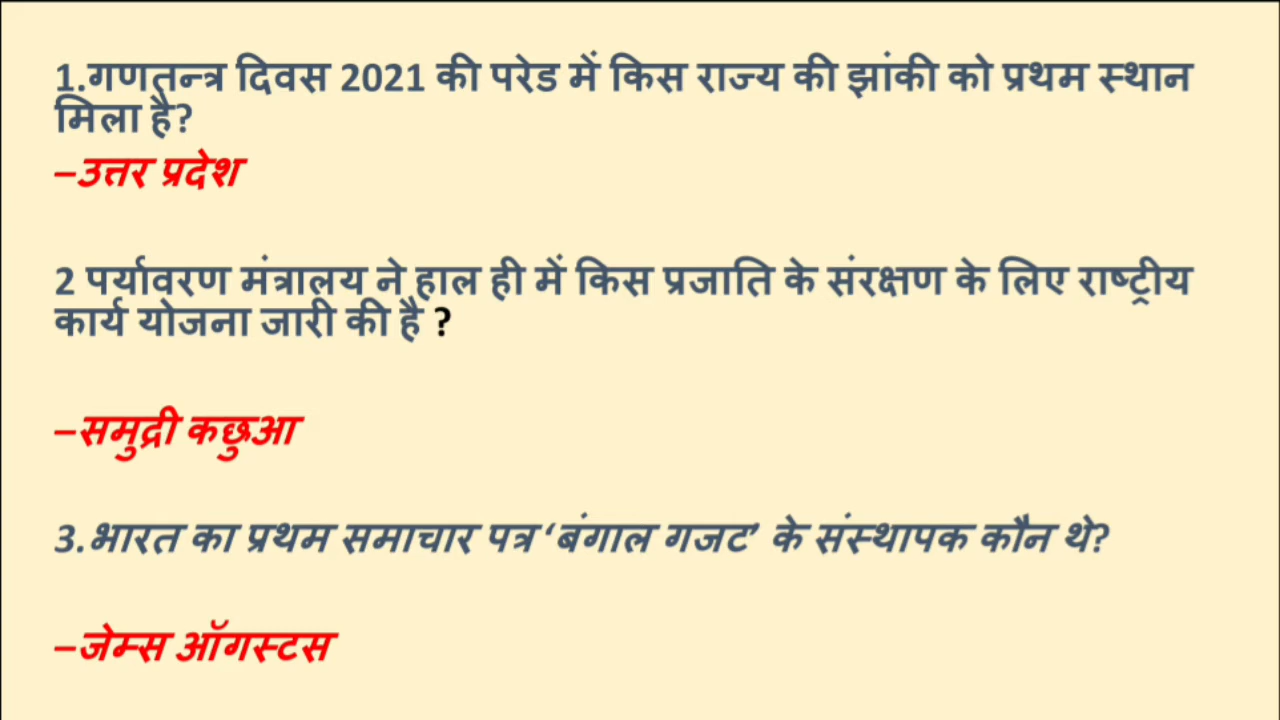 1.गणतन्त्र दिवस 2021 की परेड में किस राज्य की झांकी को प्रथम स्थान
मिला है?
–उत्तर प्रदेश
2 पर्यावरण मंत्रालय ने हाल ही में किस प्रजाति के संरक्षण के लिए राष्ट्रीय
कार्य योजना जारी की है ?
–समुद्री कछुआ
3.भारत का प्रथम समाचार पत्र ‘बंगाल गजट’ के संस्थापक कौन थे?
–जेम्स ऑगस्टस